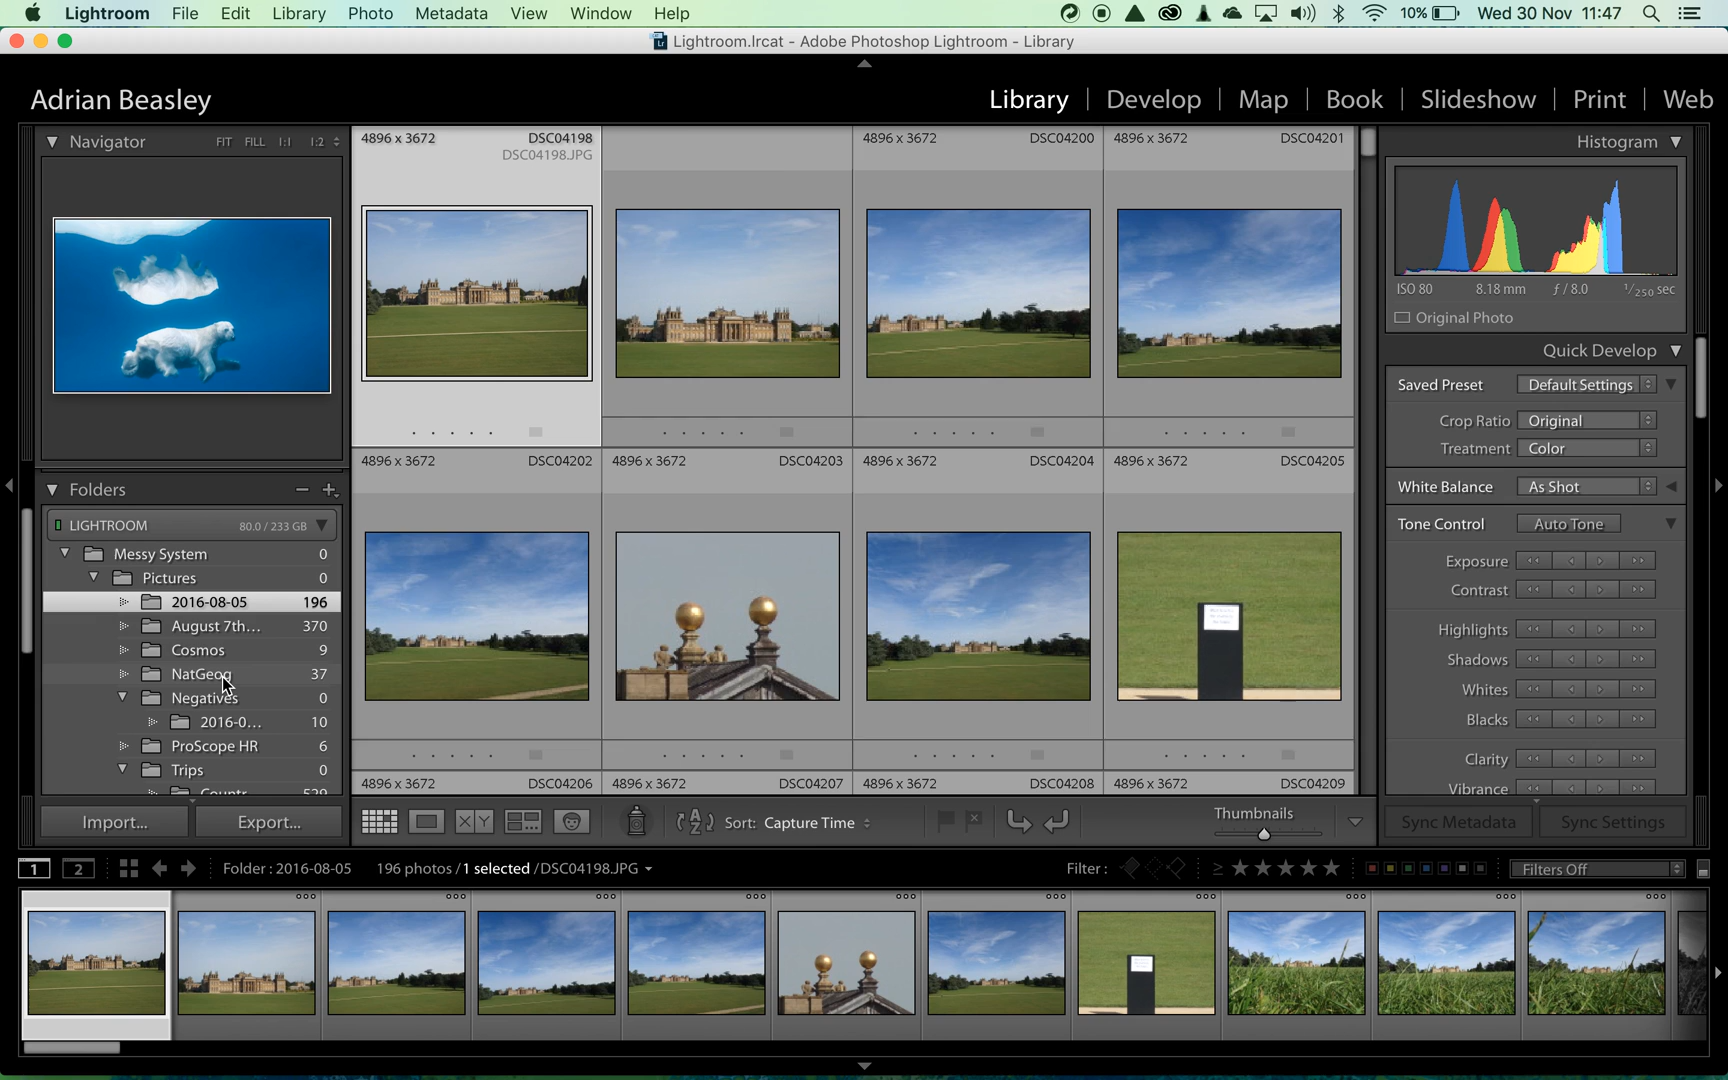 Lightroom File Edit Library Photo Metadata View Window Help 10% Wed 30 Nov 11:47
Lightroom.lrcat - Adobe Photoshop Lightroom - Library
Adrian Beasley
Library | Develop | Map | Book | Slideshow | Print | Web
Navigator FIT FILL 1:1 1:2
4896 x 3672 DSC04198
DSC04198.JPG
4896 x 3672 DSC04200
4896 x 3672 DSC04201
Histogram
ISO 80 8.18 mm ƒ / 8.0 1/250 sec
Original Photo
Quick Develop
Saved Preset Default Settings
Crop Ratio Original
Treatment Color
White Balance As Shot
Tone Control Auto Tone
Exposure
Contrast
Highlights
Shadows
Whites
Blacks
Clarity
Vibrance
Sync Metadata Sync Settings
Folders
LIGHTROOM 80.0 / 233 GB
Messy System 0
Pictures 0
2016-08-05 196
August 7th... 370
Cosmos 9
NatGeog 37
Negatives 0
2016-0... 10
ProScope HR 6
Trips 0
Countr... 529
Import... Export...
4896 x 3672 DSC04202
4896 x 3672 DSC04203
4896 x 3672 DSC04204
4896 x 3672 DSC04205
4896 x 3672 DSC04206
4896 x 3672 DSC04207
4896 x 3672 DSC04208
4896 x 3672 DSC04209
XY Sort: Capture Time Thumbnails
1 2 Folder : 2016-08-05 196 photos / 1 selected / DSC04198.JPG Filter : ≥ ★★★★★ Filters Off